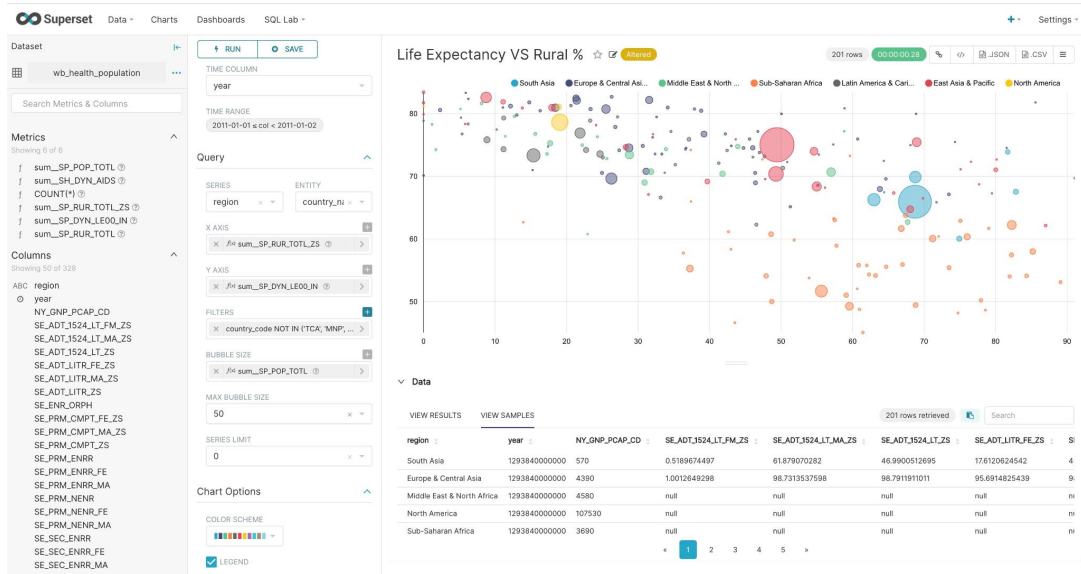 Superset Data Charts Dashboards SQL Lab + Settings
Dataset
wb_health_population
Search Metrics & Columns
Metrics
Showing 6 of 6
f sum__SP_POP_TOTL
f sum__SH_DYN_AIDS
f COUNT(*)
f sum__SP_RUR_TOTL_ZS
f sum__SP_DYN_LE00_IN
f sum__SP_RUR_TOTL
Columns
Showing 50 of 328
ABC region
year
NY_GNP_PCAP_CD
SE_ADT_1524_LT_FM_ZS
SE_ADT_1524_LT_MA_ZS
SE_ADT_1524_LT_ZS
SE_ADT_LITR_FE_ZS
SE_ADT_LITR_MA_ZS
SE_ADT_LITR_ZS
SE_ENR_ORPH
SE_PRM_CMPT_FE_ZS
SE_PRM_CMPT_MA_ZS
SE_PRM_CMPT_ZS
SE_PRM_ENRR
SE_PRM_ENRR_FE
SE_PRM_ENRR_MA
SE_PRM_NENR
SE_PRM_NENR_FE
SE_PRM_NENR_MA
SE_SEC_ENRR
SE_SEC_ENRR_FE
SE_SEC_ENRR_MA
RUN SAVE
TIME COLUMN
year
TIME RANGE
2011-01-01 ≤ col < 2011-01-02
Query
SERIES ENTITY
region country_na
X AXIS
f(x) sum__SP_RUR_TOTL_ZS
Y AXIS
f(x) sum__SP_DYN_LE00_IN
FILTERS
country_code NOT IN ('TCA', 'MNP', ...
BUBBLE SIZE
f(x) sum__SP_POP_TOTL
MAX BUBBLE SIZE
50
SERIES LIMIT
0
Chart Options
COLOR SCHEME
LEGEND
Life Expectancy VS Rural % Altered 201 rows 00:00:00.28 </> .JSON .CSV
South Asia Europe & Central Asi... Middle East & North ... Sub-Saharan Africa Latin America & Cari... East Asia & Pacific North America
80
70
60
50
0 10 20 30 40 50 60 70 80 90
Data
VIEW RESULTS VIEW SAMPLES 201 rows retrieved Search
region year NY_GNP_PCAP_CD SE_ADT_1524_LT_FM_ZS SE_ADT_1524_LT_MA_ZS SE_ADT_1524_LT_ZS SE_ADT_LITR_FE_ZS
South Asia 1293840000000 570 0.5189674497 61.879070282 46.9900512695 17.6120624542 4
Europe & Central Asia 1293840000000 4390 1.0012649298 98.7313537598 98.7911911011 95.6914825439 9
Middle East & North Africa 1293840000000 4580 null null null null
North America 1293840000000 107530 null null null null
Sub-Saharan Africa 1293840000000 3690 null null null null
« 1 2 3 4 5 »